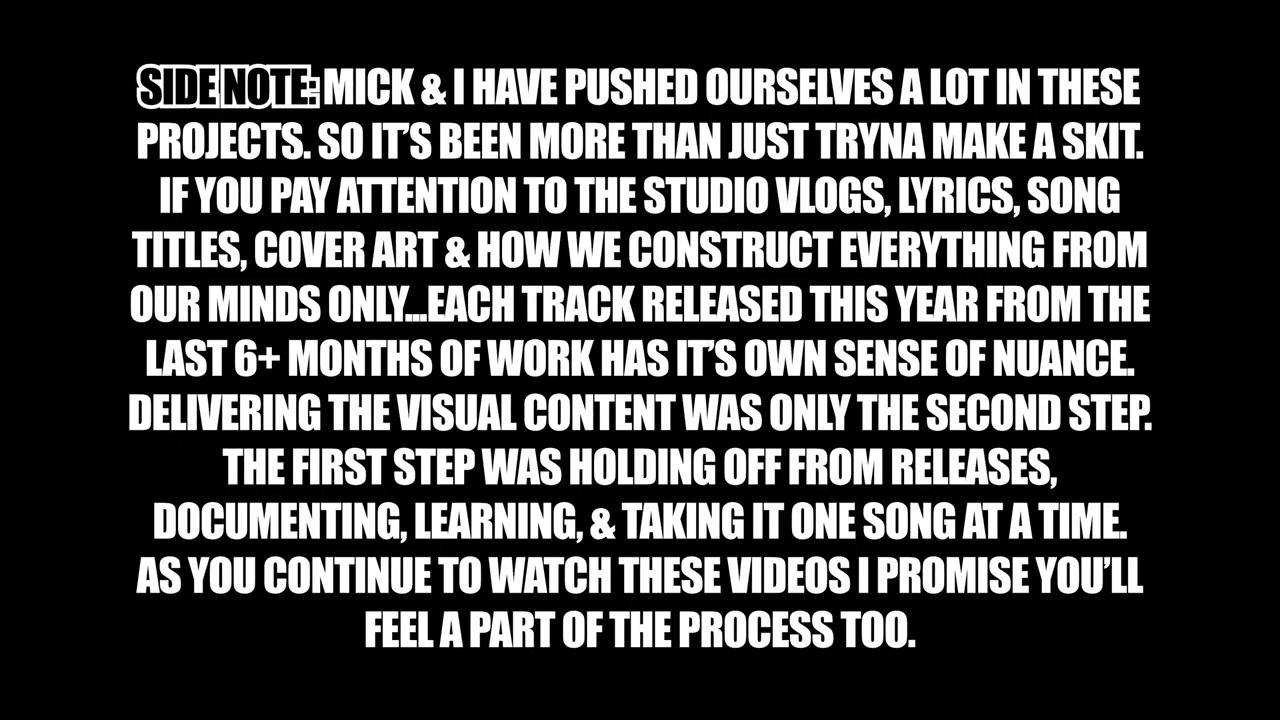 SIDE NOTE: MICK & I HAVE PUSHED OURSELVES A LOT IN THESE
PROJECTS. SO IT’S BEEN MORE THAN JUST TRYNA MAKE A SKIT.
IF YOU PAY ATTENTION TO THE STUDIO VLOGS, LYRICS, SONG
TITLES, COVER ART & HOW WE CONSTRUCT EVERYTHING FROM
OUR MINDS ONLY...EACH TRACK RELEASED THIS YEAR FROM THE
LAST 6+ MONTHS OF WORK HAS IT’S OWN SENSE OF NUANCE.
DELIVERING THE VISUAL CONTENT WAS ONLY THE SECOND STEP.
THE FIRST STEP WAS HOLDING OFF FROM RELEASES,
DOCUMENTING, LEARNING, & TAKING IT ONE SONG AT A TIME.
AS YOU CONTINUE TO WATCH THESE VIDEOS I PROMISE YOU’LL
FEEL A PART OF THE PROCESS TOO.